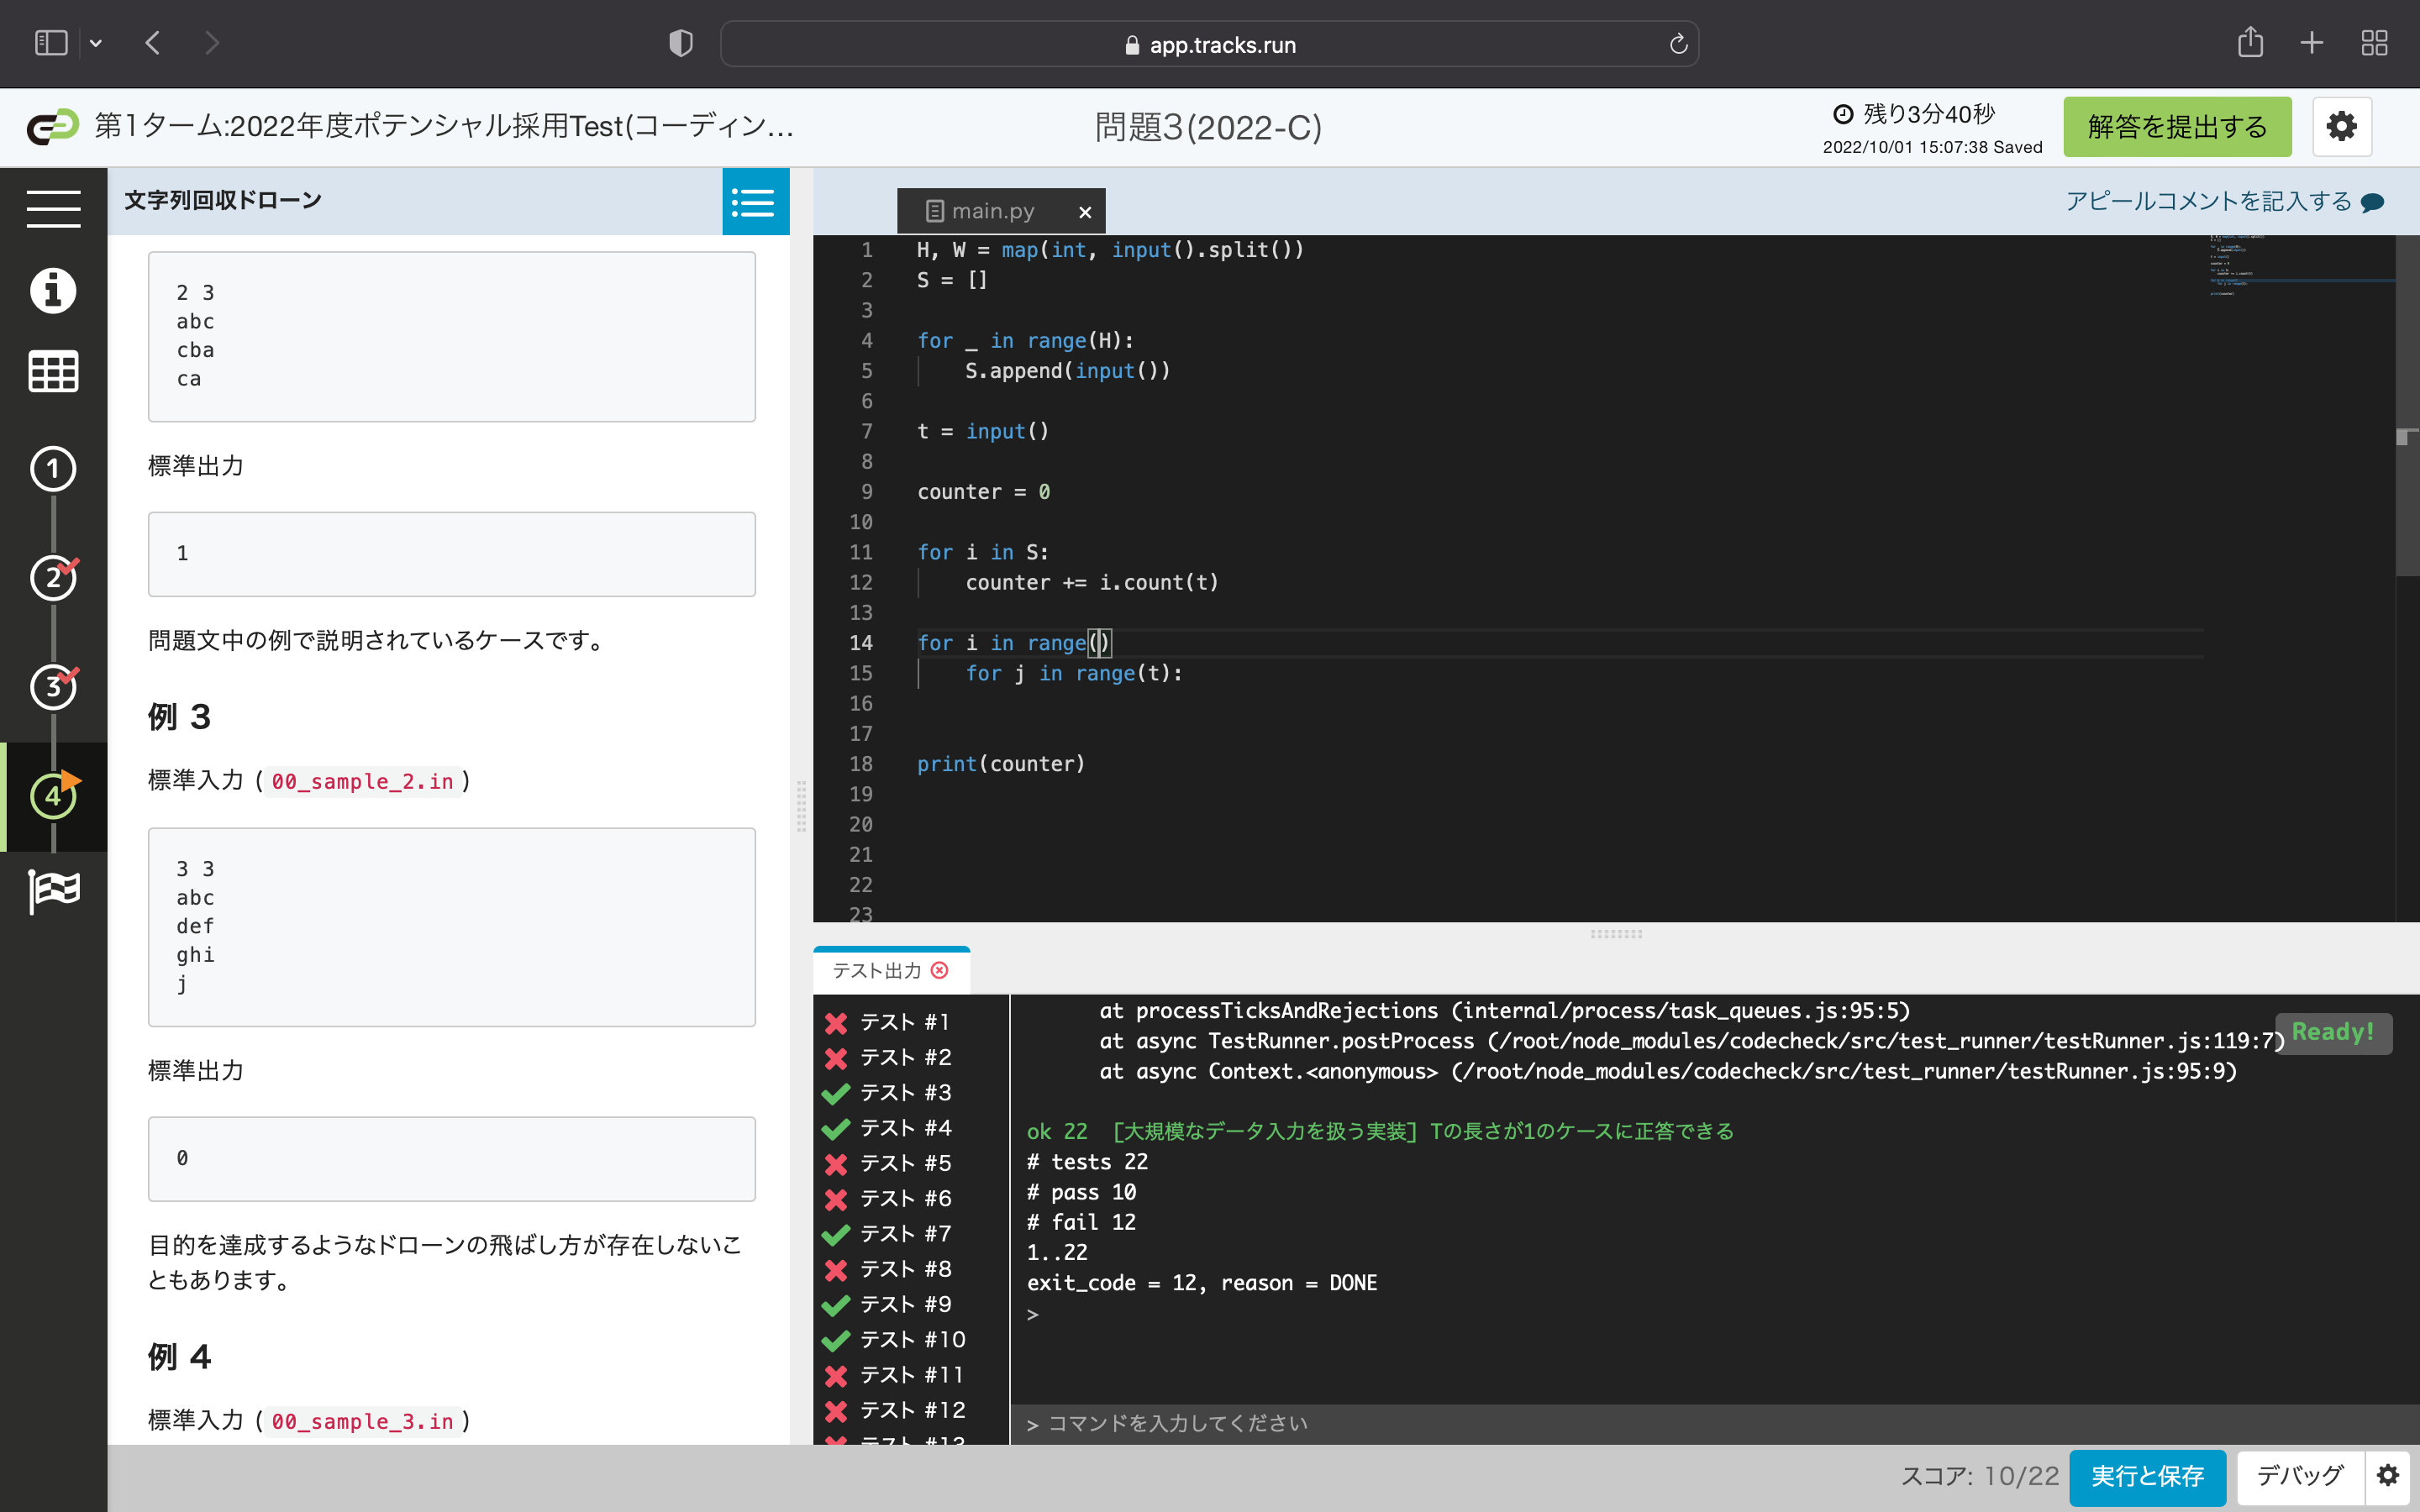 app.tracks.run
第1ターム:2022年度ポテンシャル採用Test(コーディン...
問題3(2022-C)
残り3分40秒
2022/10/01 15:07:38 Saved
解答を提出する
文字列回収ドローン
1
2
3
4
2 3
abc
cba
ca
標準出力
1
問題文中の例で説明されているケースです。
例 3
標準入力 ( 00_sample_2.in )
3 3
abc
def
ghi
j
標準出力
0
目的を達成するようなドローンの飛ばし方が存在しないこ
ともあります。
例 4
標準入力 ( 00_sample_3.in )
main.py
アピールコメントを記入する
1 H, W = map(int, input().split())
2 S = []
3
4 for _ in range(H):
5     S.append(input())
6
7 t = input()
8
9 counter = 0
10
11 for i in S:
12     counter += i.count(t)
13
14 for i in range()
15     for j in range(t):
16
17
18 print(counter)
19
20
21
22
23
テスト出力
テスト #1
テスト #2
テスト #3
テスト #4
テスト #5
テスト #6
テスト #7
テスト #8
テスト #9
テスト #10
テスト #11
テスト #12
テスト #13
at processTicksAndRejections (internal/process/task_queues.js:95:5)
at async TestRunner.postProcess (/root/node_modules/codecheck/src/test_runner/testRunner.js:119:7)
at async Context.<anonymous> (/root/node_modules/codecheck/src/test_runner/testRunner.js:95:9)
Ready!
ok 22 [大規模なデータ入力を扱う実装] Tの長さが1のケースに正答できる
# tests 22
# pass 10
# fail 12
1..22
exit_code = 12, reason = DONE
>
> コマンドを入力してください
スコア: 10/22
実行と保存
デバッグ